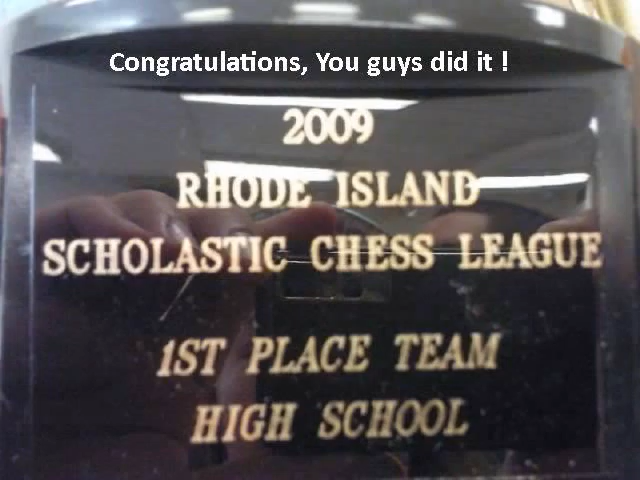 Congratulations, You guys did it !
2009
RHODE ISLAND
SCHOLASTIC CHESS LEAGUE
1ST PLACE TEAM
HIGH SCHOOL